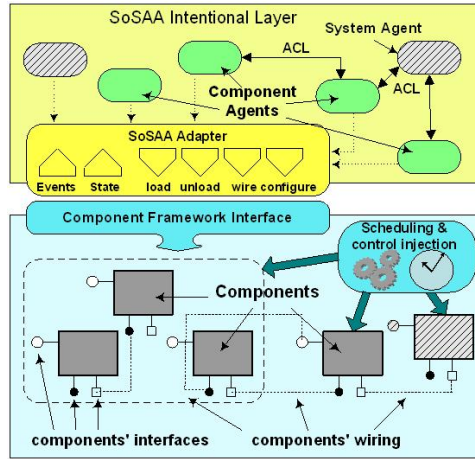 SoSAA Intentional Layer
System Agent
ACL
Component
Agents
ACL
SoSAA Adapter
Events State load unload wire configure
Component Framework Interface
Scheduling &
control injection
Components
components' interfaces components' wiring